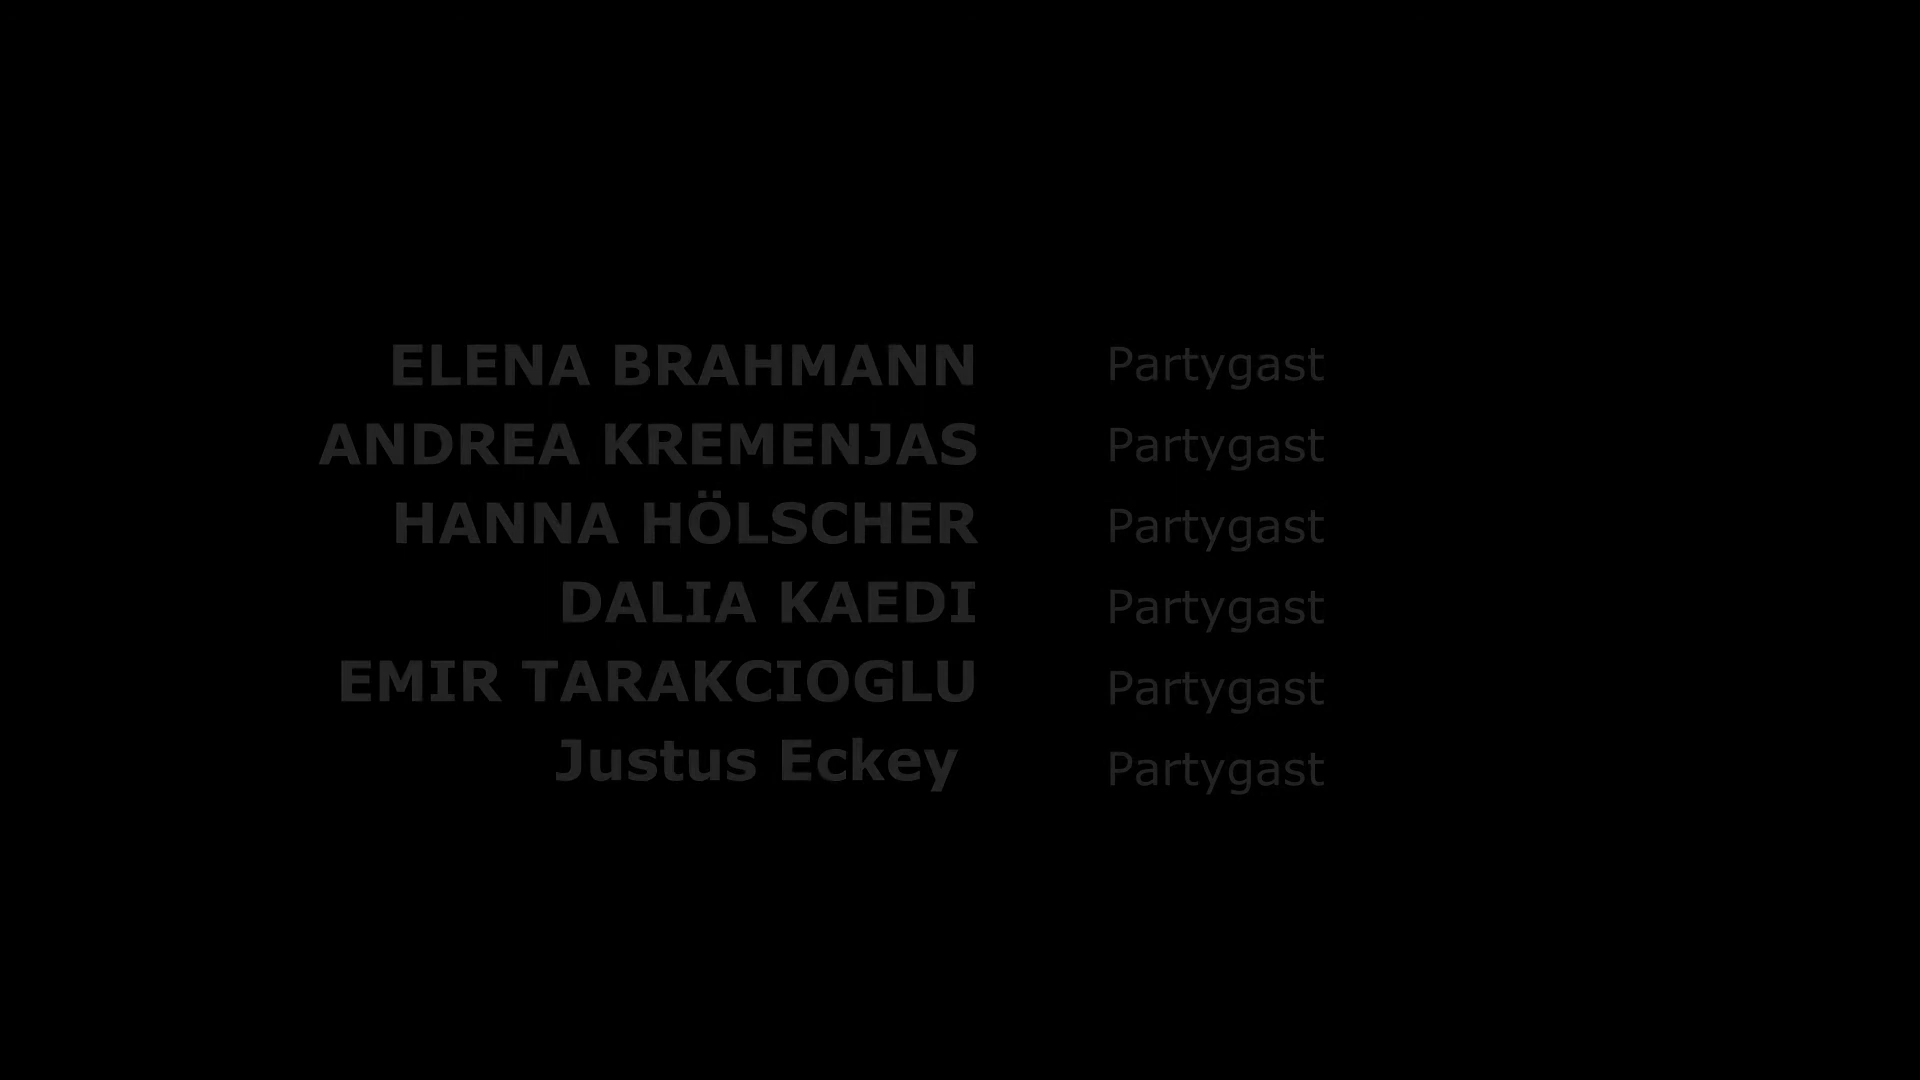 ELENA BRAHMANN Partygast
ANDREA KREMENJAS Partygast
HANNA HÖLSCHER Partygast
DALIA KAEDI Partygast
EMIR TARAKCIOGLU Partygast
Justus Eckey Partygast